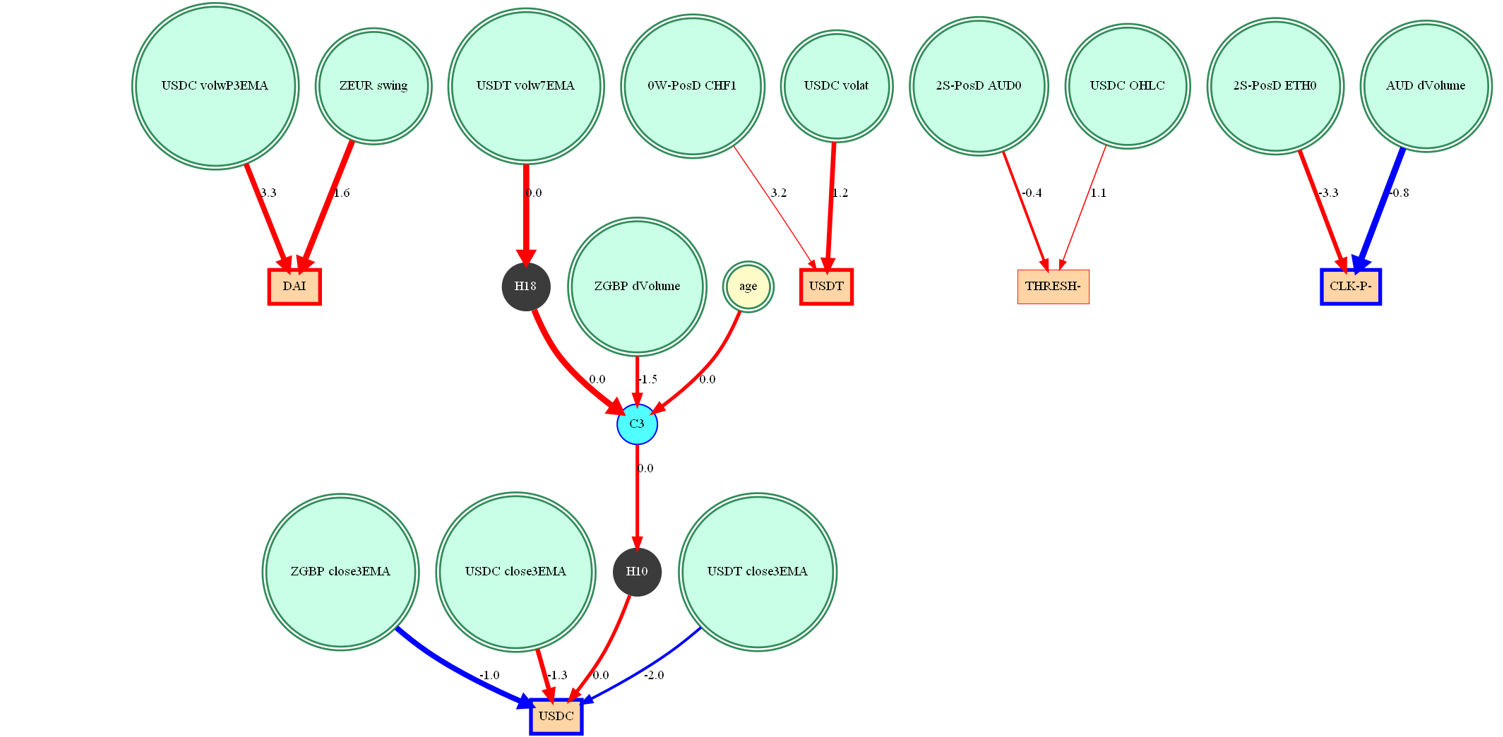 USDC volwP3EMA
ZEUR swing
USDT volw7EMA
0W-PosD CHF1
USDC volat
2S-PosD AUD0
USDC OHLC
2S-PosD ETH0
AUD dVolume
3.3
1.6
0.0
3.2
1.2
-0.4
1.1
-3.3
-0.8
DAI
H18
ZGBP dVolume
age
USDT
THRESH-
CLK-P-
0.0
-1.5
0.0
C3
0.0
ZGBP close3EMA
USDC close3EMA
H10
USDT close3EMA
-1.0
-1.3
0.0
-2.0
USDC